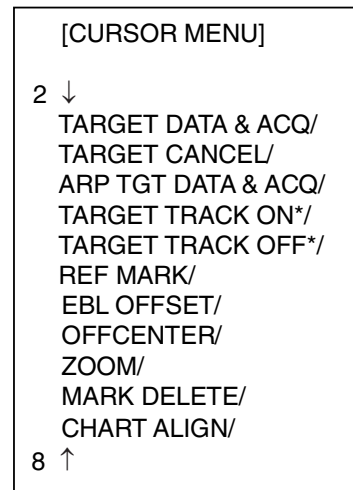 [CURSOR MENU]
2 ↓
TARGET DATA & ACQ/
TARGET CANCEL/
ARP TGT DATA & ACQ/
TARGET TRACK ON*/
TARGET TRACK OFF*/
REF MARK/
EBL OFFSET/
OFFCENTER/
ZOOM/
MARK DELETE/
CHART ALIGN/
8 ↑